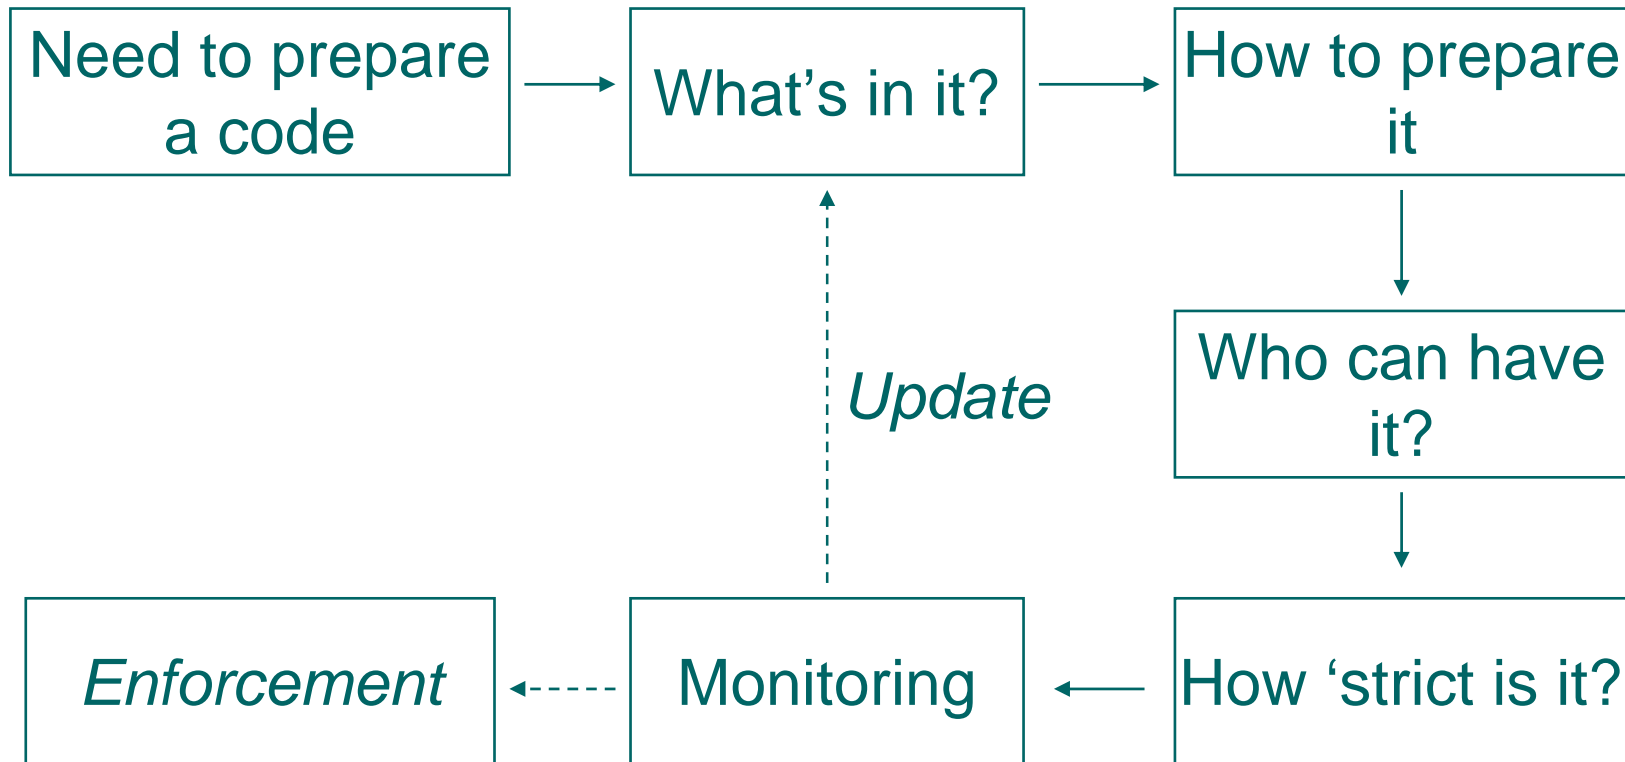 Need to prepare
a code
What’s in it?
How to prepare
it
Who can have
it?
Update
Enforcement
Monitoring
How ‘strict is it?